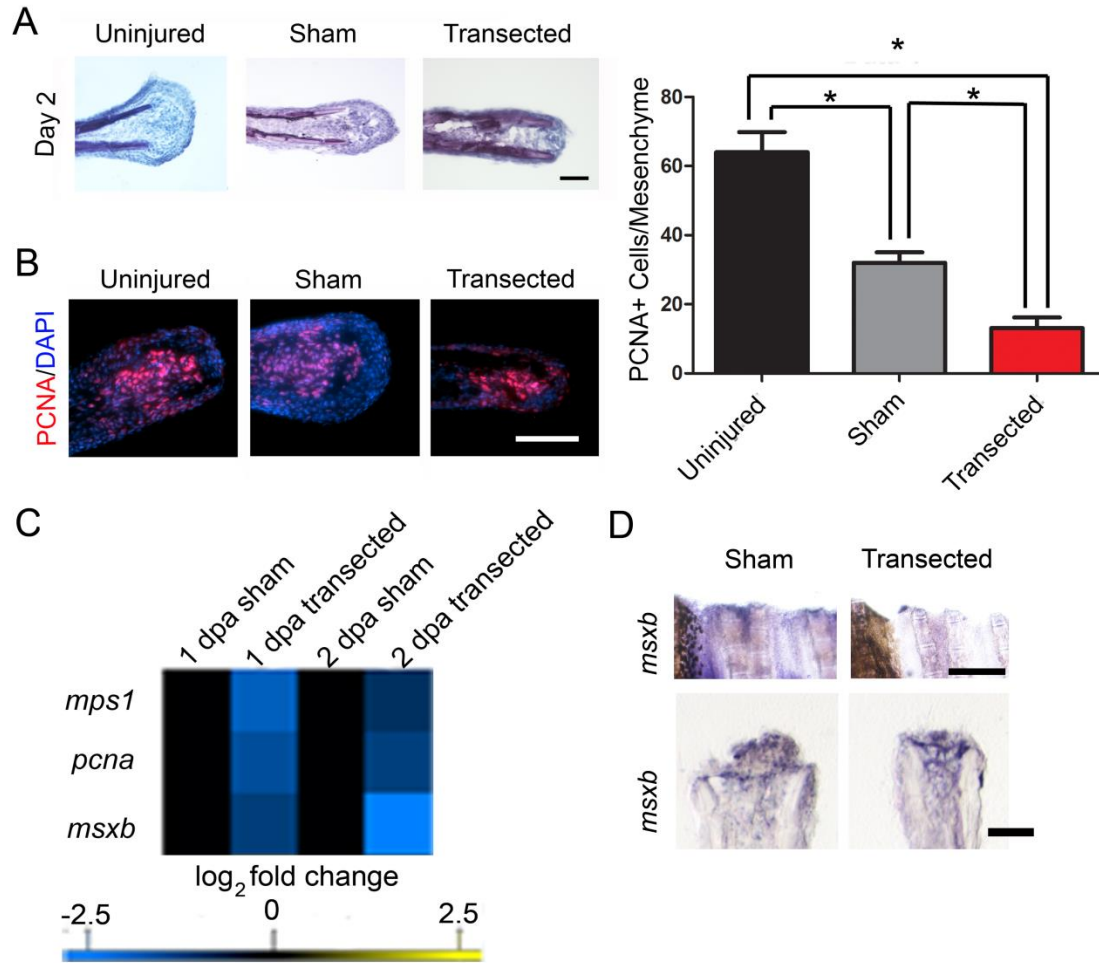 A
Uninjured Sham Transected
Day 2
B
Uninjured Sham Transected
PCNA/DAPI
PCNA+ Cells/Mesenchyme
80
60
40
20
0
* * *
Uninjured Sham Transected
C
1 dpa sham
1 dpa transected
2 dpa sham
2 dpa transected
mps1
pcna
msxb
log2 fold change
-2.5 0 2.5
D
Sham Transected
msxb
msxb